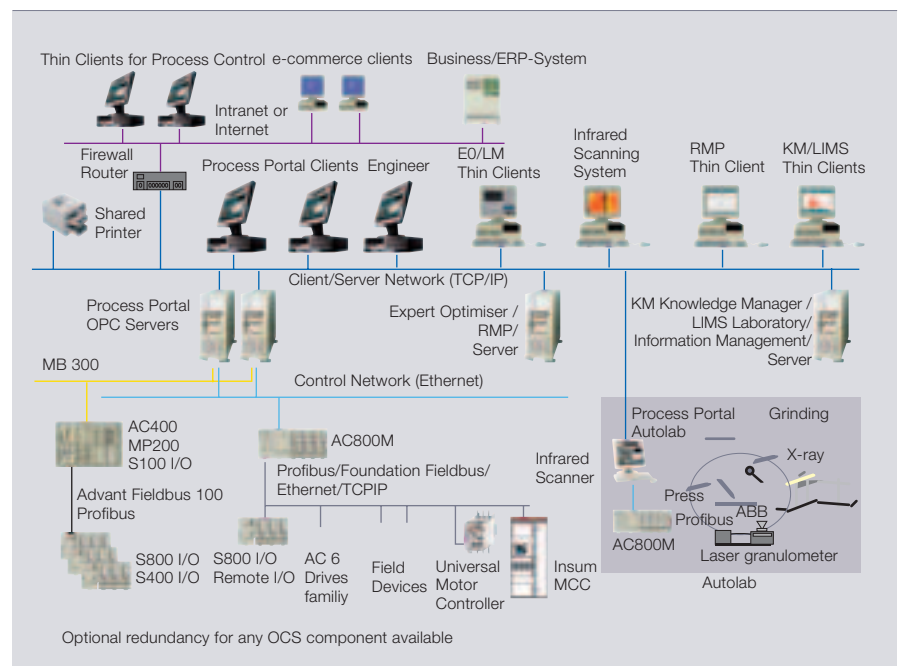 Thin Clients for Process Control
e-commerce clients
Business/ERP-System
Intranet or
Internet
Firewall
Router
Process Portal Clients
Engineer
E0/LM
Thin Clients
Infrared
Scanning
System
RMP
Thin Client
KM/LIMS
Thin Clients
Shared
Printer
Client/Server Network (TCP/IP)
Process Portal
OPC Servers
Expert Optimiser /
RMP/
Server
KM Knowledge Manager /
LIMS Laboratory/
Information Management/
Server
MB 300
Control Network (Ethernet)
AC400
MP200
S100 I/O
AC800M
Profibus/Foundation Fieldbus/
Ethernet/TCPIP
Infrared
Scanner
Process Portal
Autolab
Grinding
X-ray
Press
ABB
Profibus
AC800M
Laser granulometer
Autolab
Advant Fieldbus 100
Profibus
S800 I/O
S400 I/O
S800 I/O
Remote I/O
AC 6
Drives
familiy
Field
Devices
Universal
Motor
Controller
Insum
MCC
Optional redundancy for any OCS component available